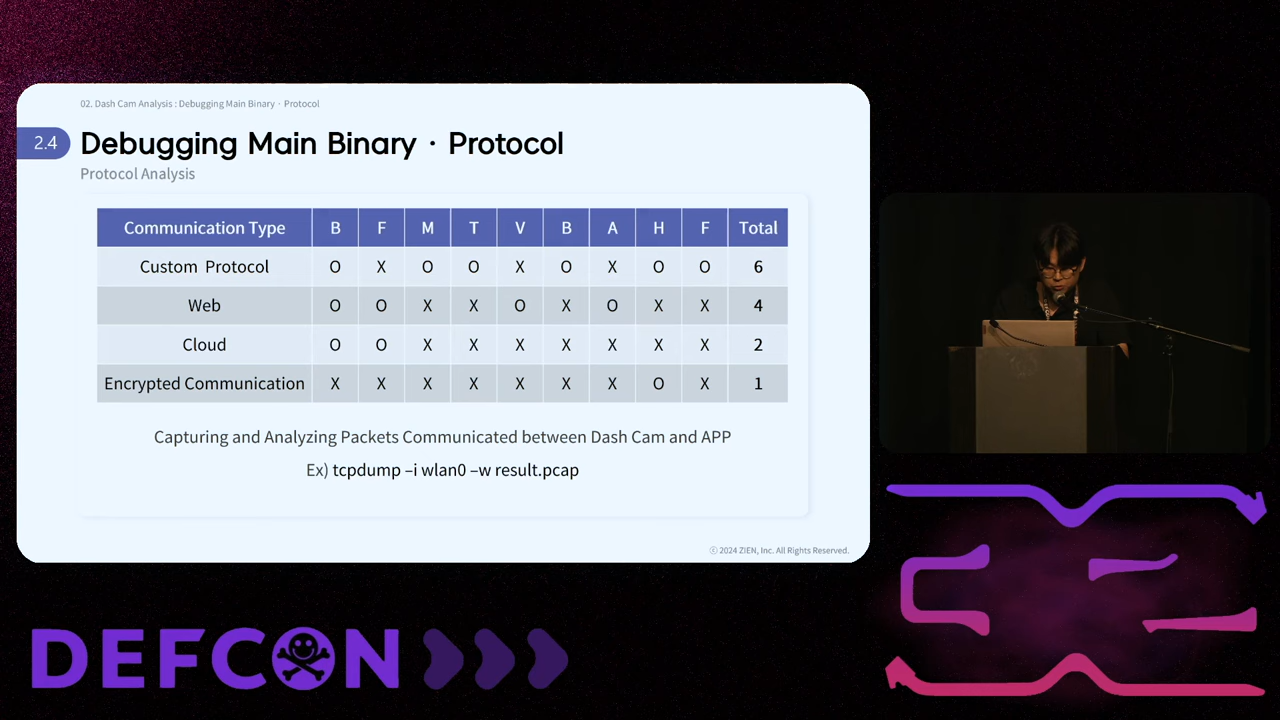 02. Dash Cam Analysis : Debugging Main Binary · Protocol
2.4 Debugging Main Binary · Protocol
Protocol Analysis
Communication Type B F M T V B A H F Total
Custom Protocol O X O O X O X O O 6
Web O O X X O X O X X 4
Cloud O O X X X X X X X 2
Encrypted Communication X X X X X X X O X 1
Capturing and Analyzing Packets Communicated between Dash Cam and APP
Ex) tcpdump –i wlan0 –w result.pcap
ⓒ 2024 ZIEN, Inc. All Rights Reserved.
DEFCON